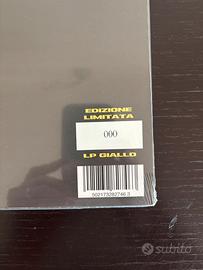 EDIZIONE
LIMITATA
000
LP GIALLO
5021732827463
subito